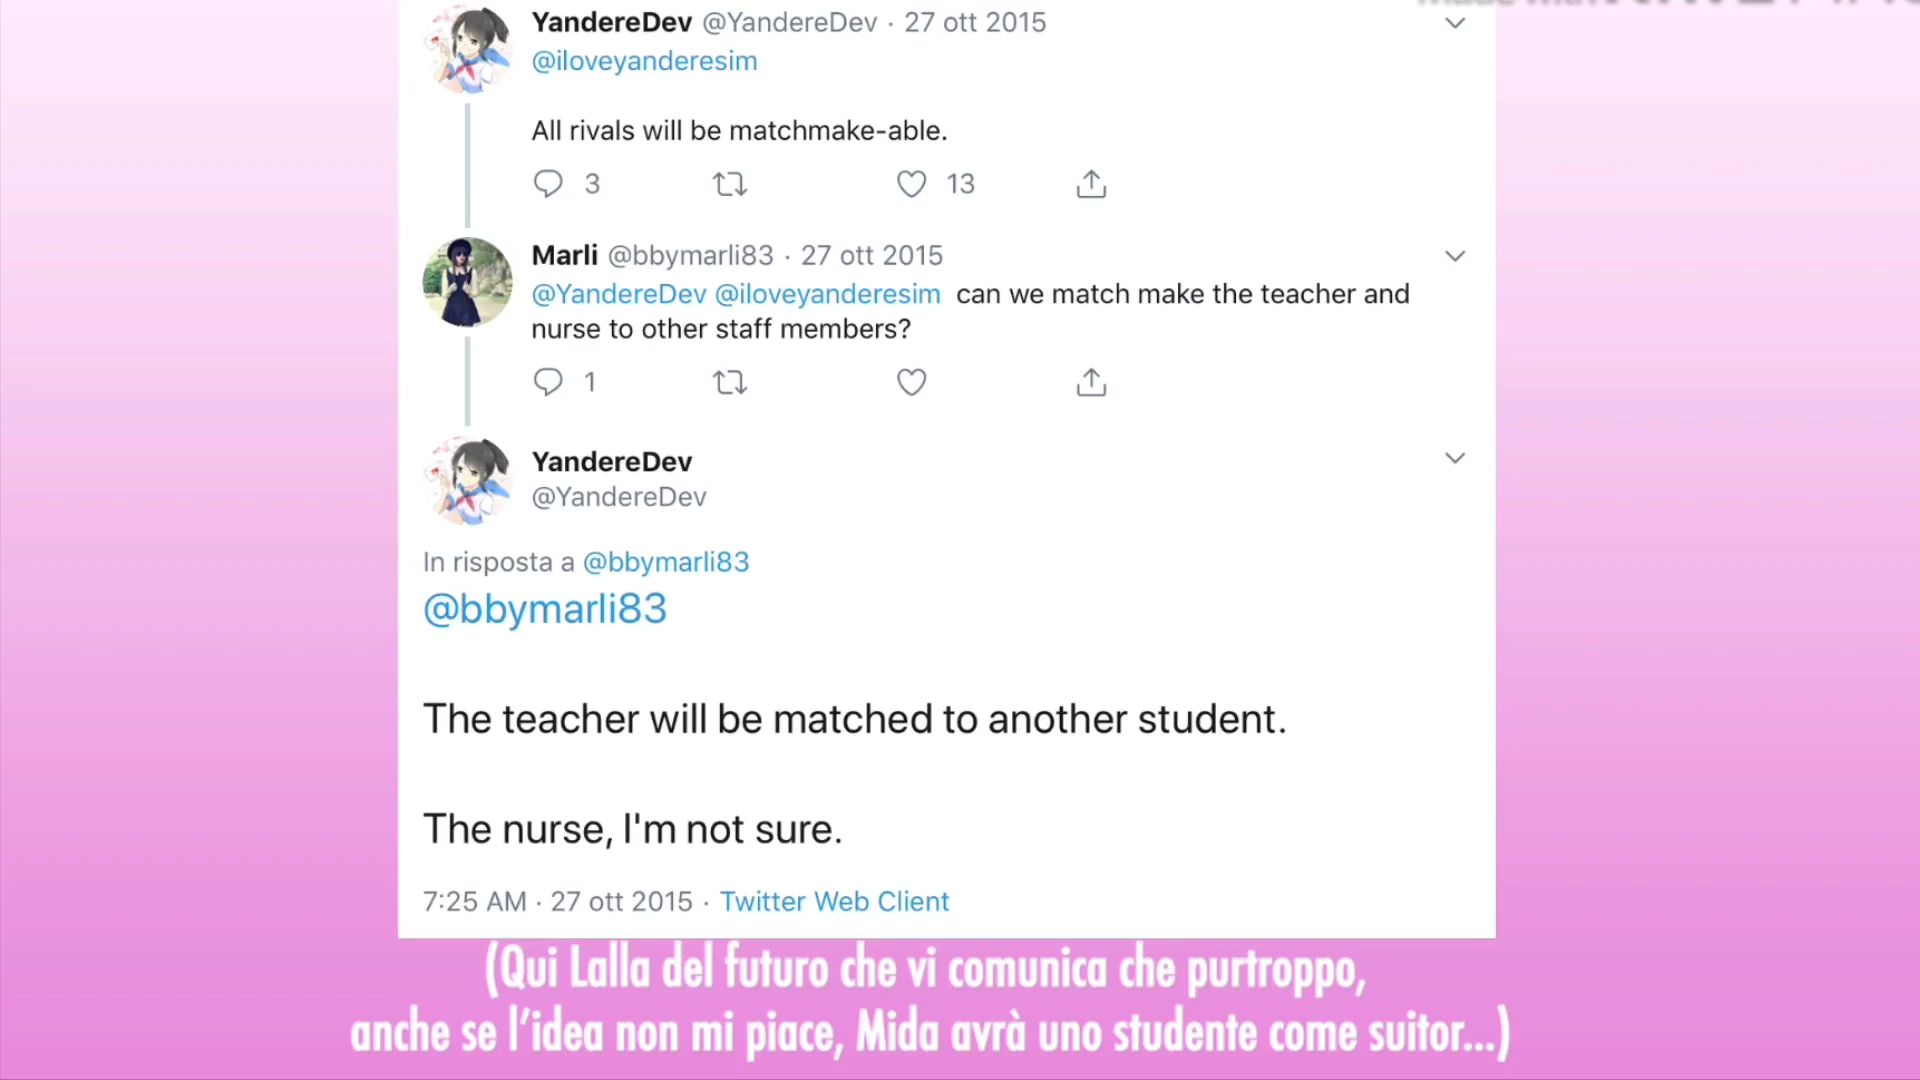 YandereDev @YandereDev · 27 ott 2015
@iloveyanderesim
All rivals will be matchmake-able.
3 13
Marli @bbymarli83 · 27 ott 2015
@YandereDev @iloveyanderesim can we match make the teacher and
nurse to other staff members?
1
YandereDev
@YandereDev
In risposta a @bbymarli83
@bbymarli83
The teacher will be matched to another student.
The nurse, I'm not sure.
7:25 AM · 27 ott 2015 · Twitter Web Client
(Qui Lalla del futuro che vi comunica che purtroppo,
anche se l'idea non mi piace, Mida avrà uno studente come suitor...)